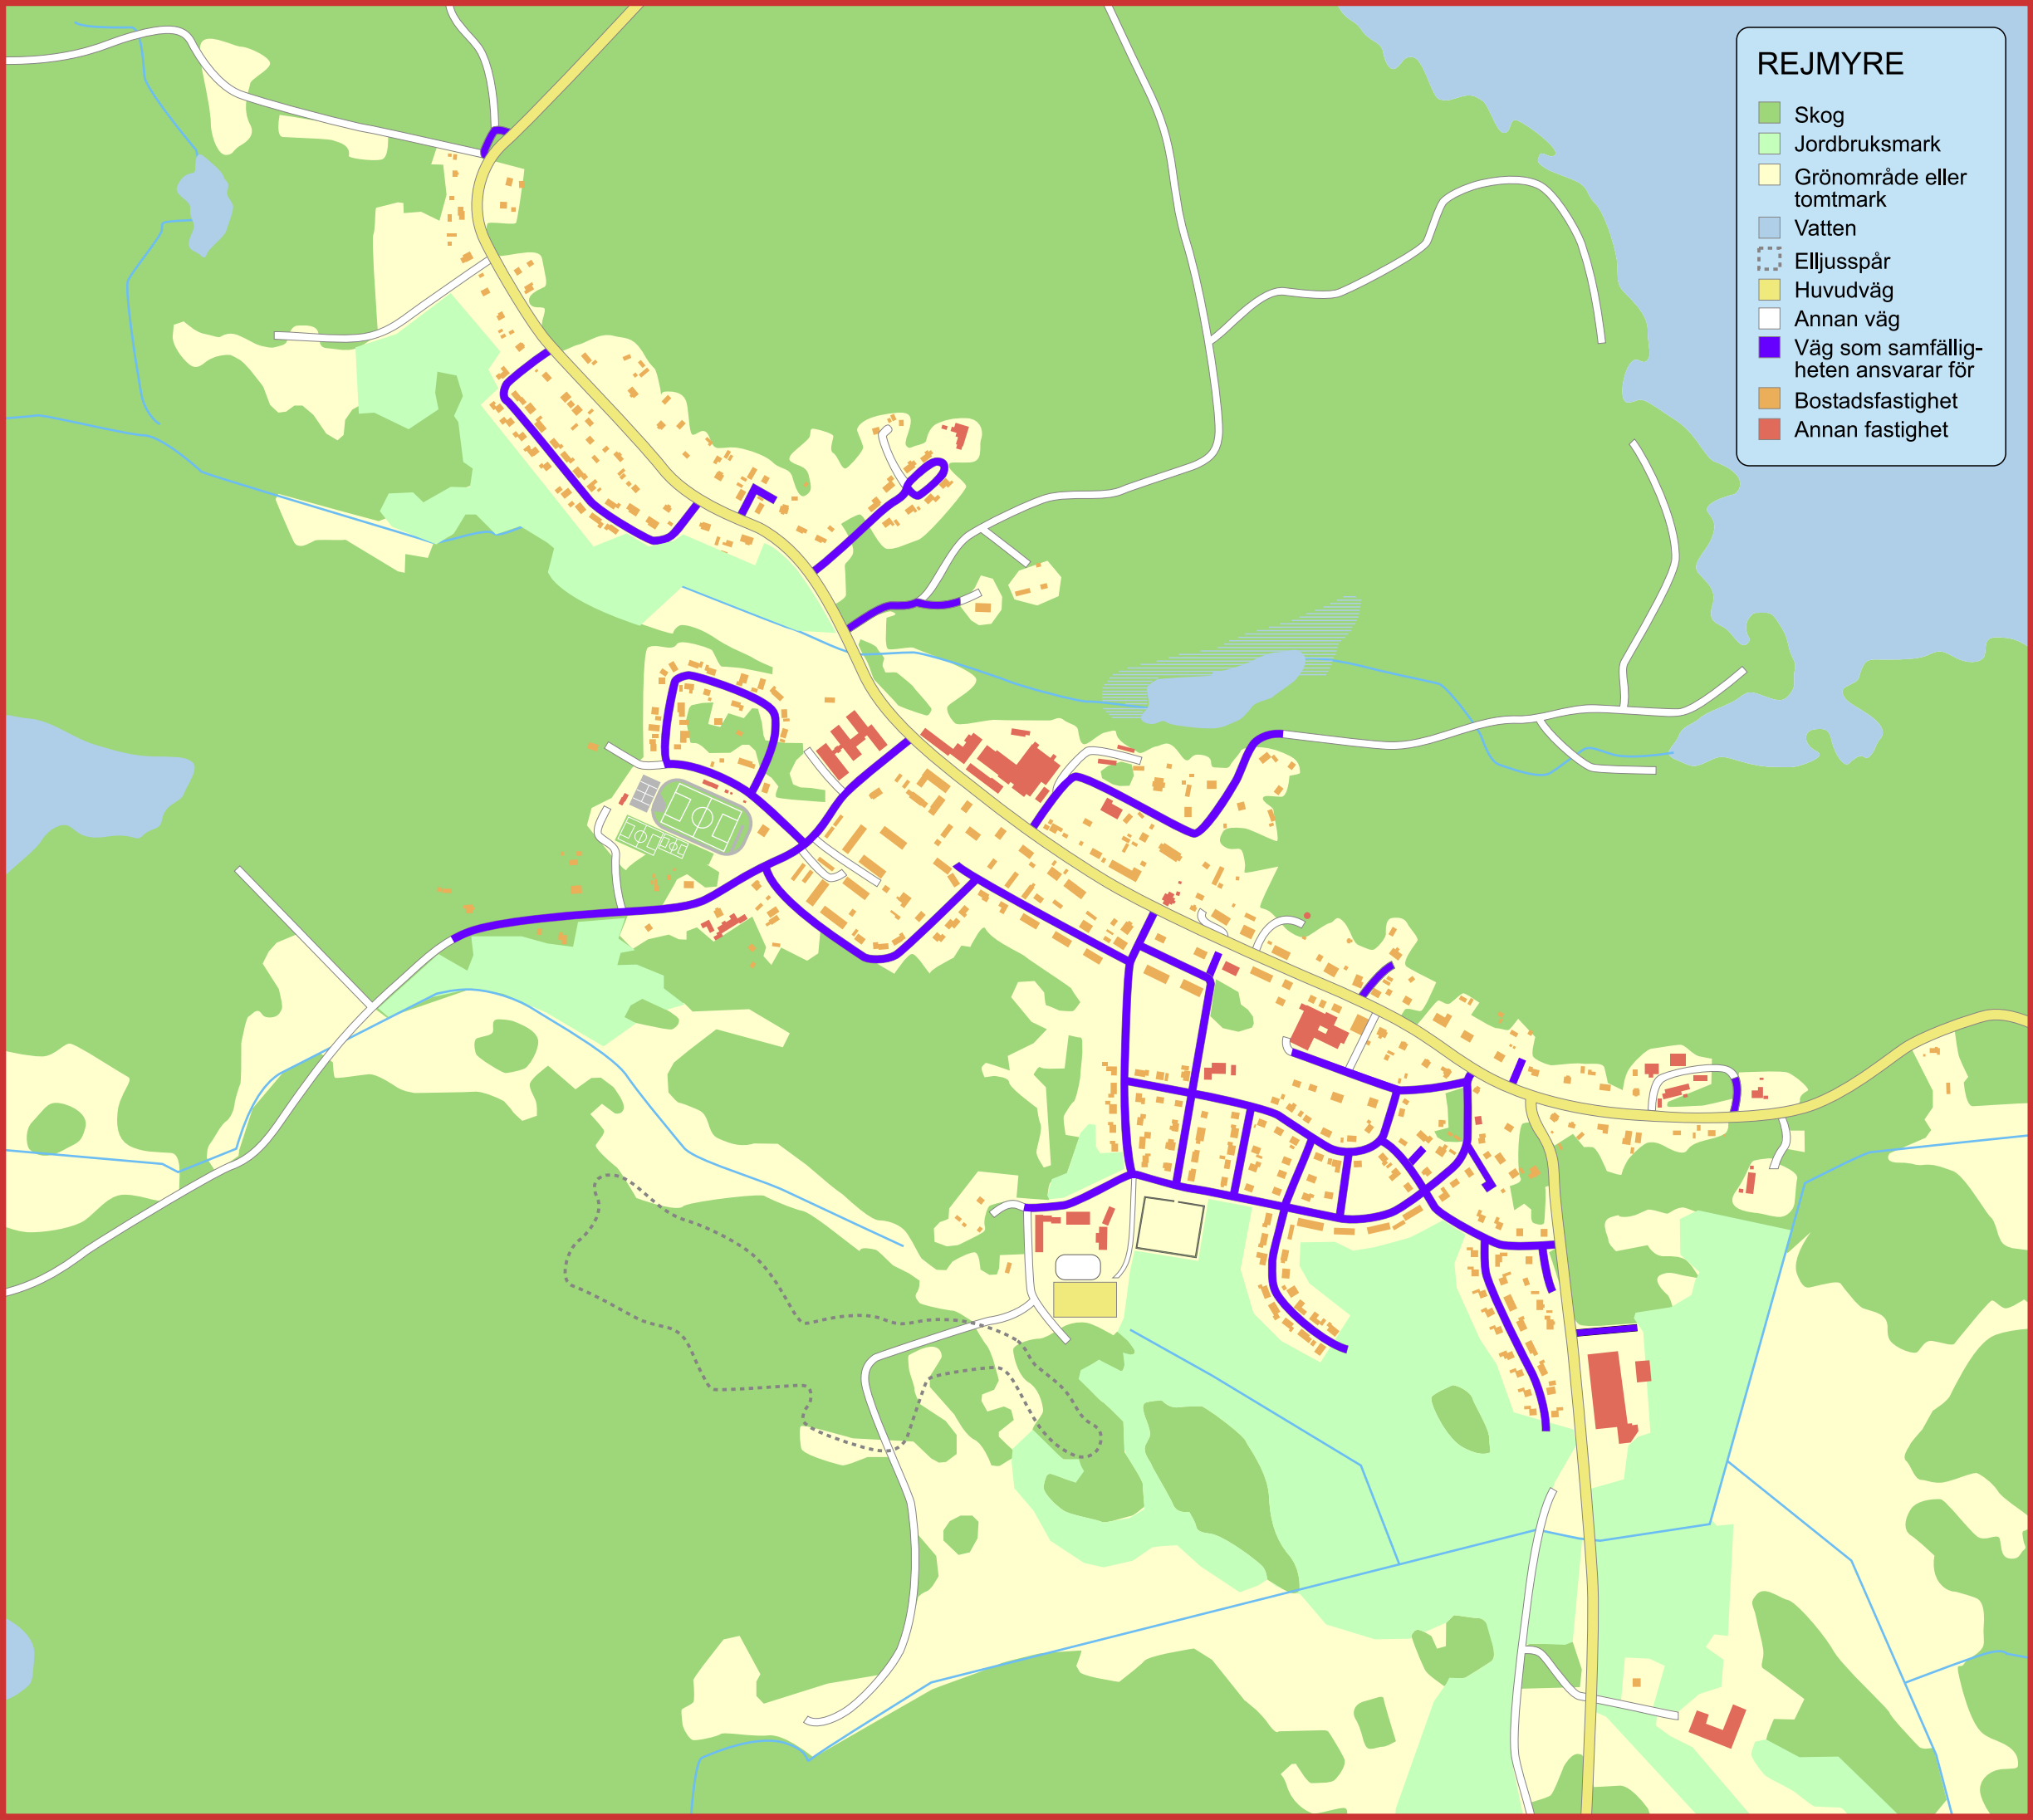 REJMYRE
Skog
Jordbruksmark
Grönområde eller
tomtmark
Vatten
Elljusspår
Huvudväg
Annan väg
Väg som samfällig-
heten ansvarar för
Bostadsfastighet
Annan fastighet